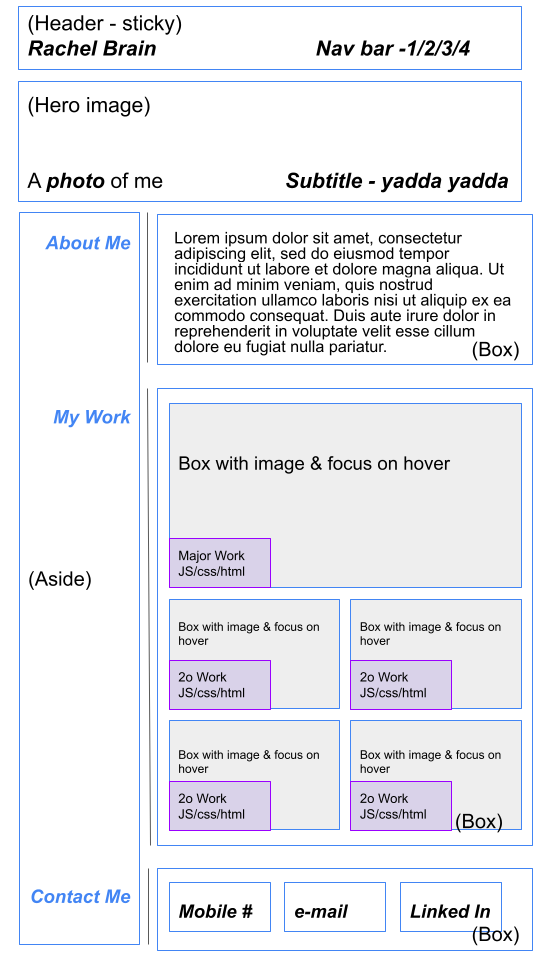 (Header - sticky)
Rachel Brain Nav bar -1/2/3/4
(Hero image)
A photo of me Subtitle - yadda yadda
About Me
Lorem ipsum dolor sit amet, consectetur
adipiscing elit, sed do eiusmod tempor
incididunt ut labore et dolore magna aliqua. Ut
enim ad minim veniam, quis nostrud
exercitation ullamco laboris nisi ut aliquip ex ea
commodo consequat. Duis aute irure dolor in
reprehenderit in voluptate velit esse cillum
dolore eu fugiat nulla pariatur.
(Box)
My Work
Box with image & focus on hover
Major Work
JS/css/html
(Aside)
Box with image & focus on
hover
2o Work
JS/css/html
Box with image & focus on
hover
2o Work
JS/css/html
Box with image & focus on
hover
2o Work
JS/css/html
Box with image & focus on
hover
2o Work
JS/css/html
(Box)
Contact Me
Mobile # e-mail Linked In
(Box)